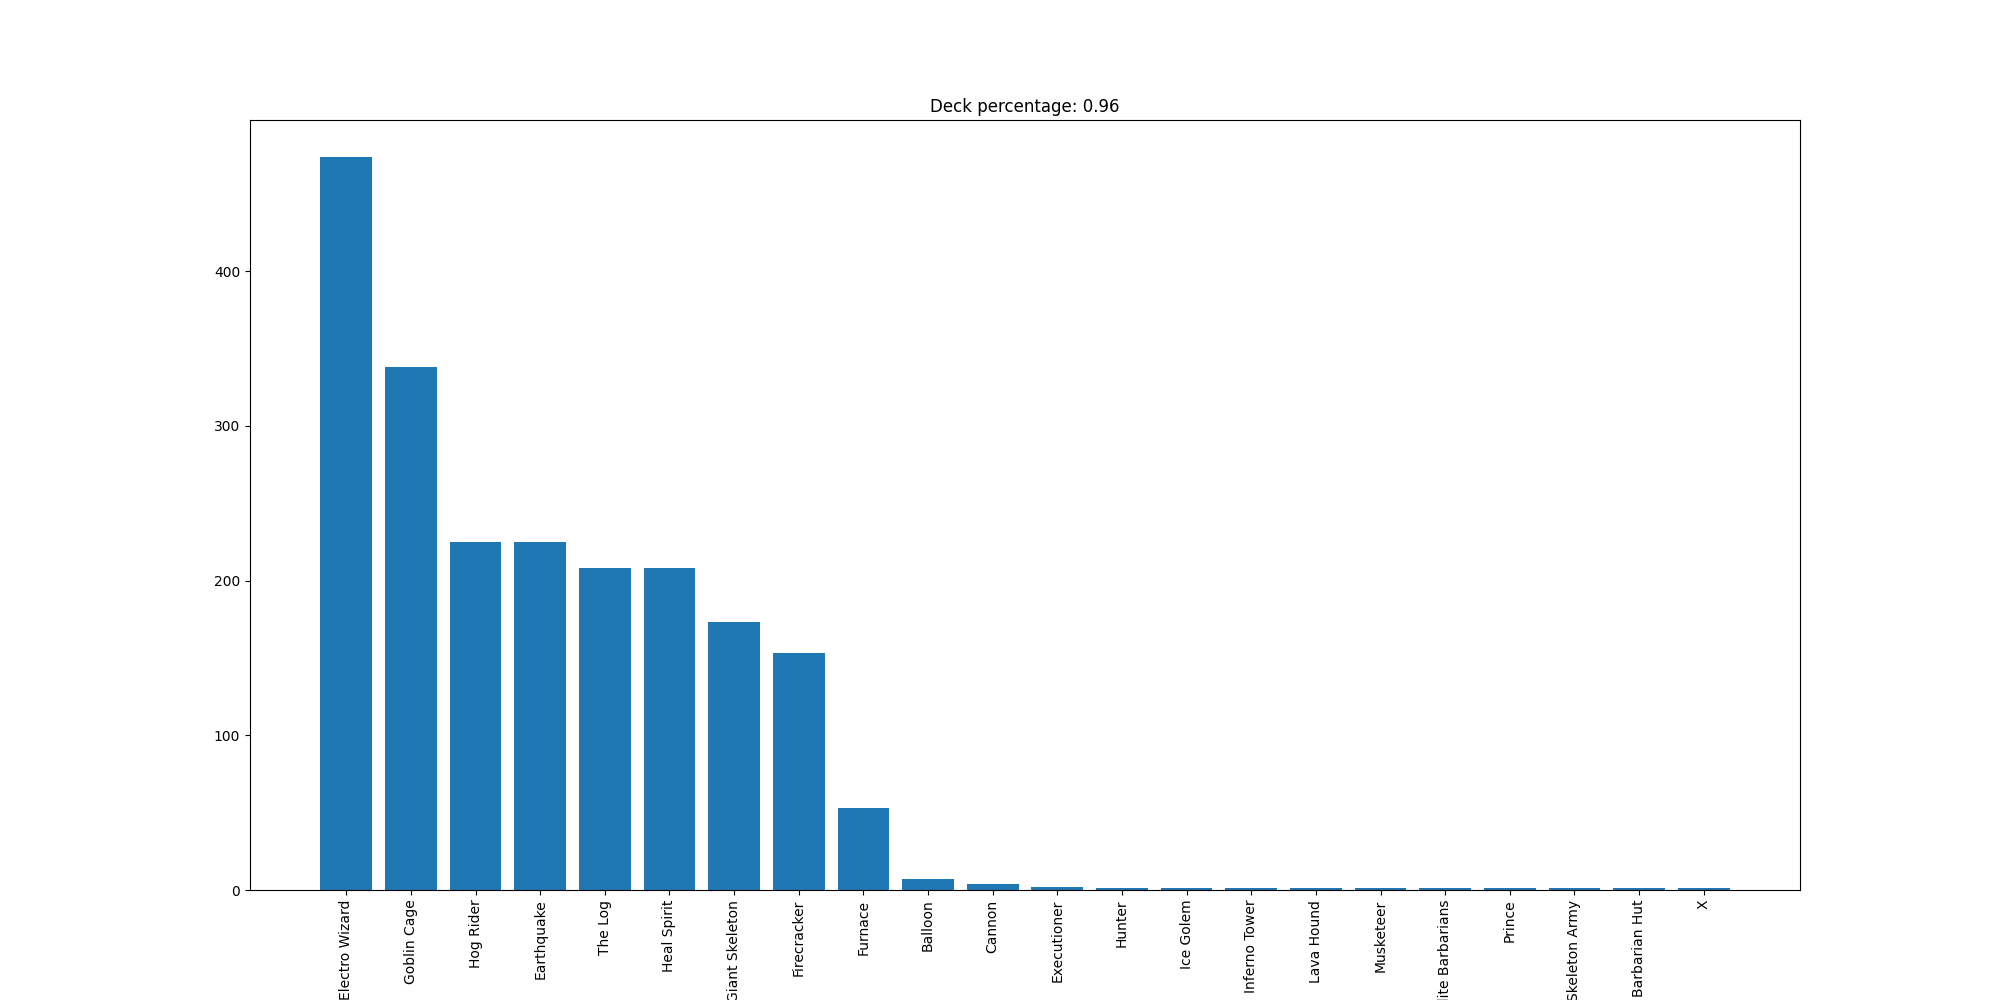 Deck percentage: 0.96
400
300
200
100
0
Electro Wizard
Goblin Cage
Hog Rider
Earthquake
The Log
Heal Spirit
Giant Skeleton
Firecracker
Furnace
Balloon
Cannon
Executioner
Hunter
Ice Golem
Inferno Tower
Lava Hound
Musketeer
lite Barbarians
Prince
Skeleton Army
Barbarian Hut
X